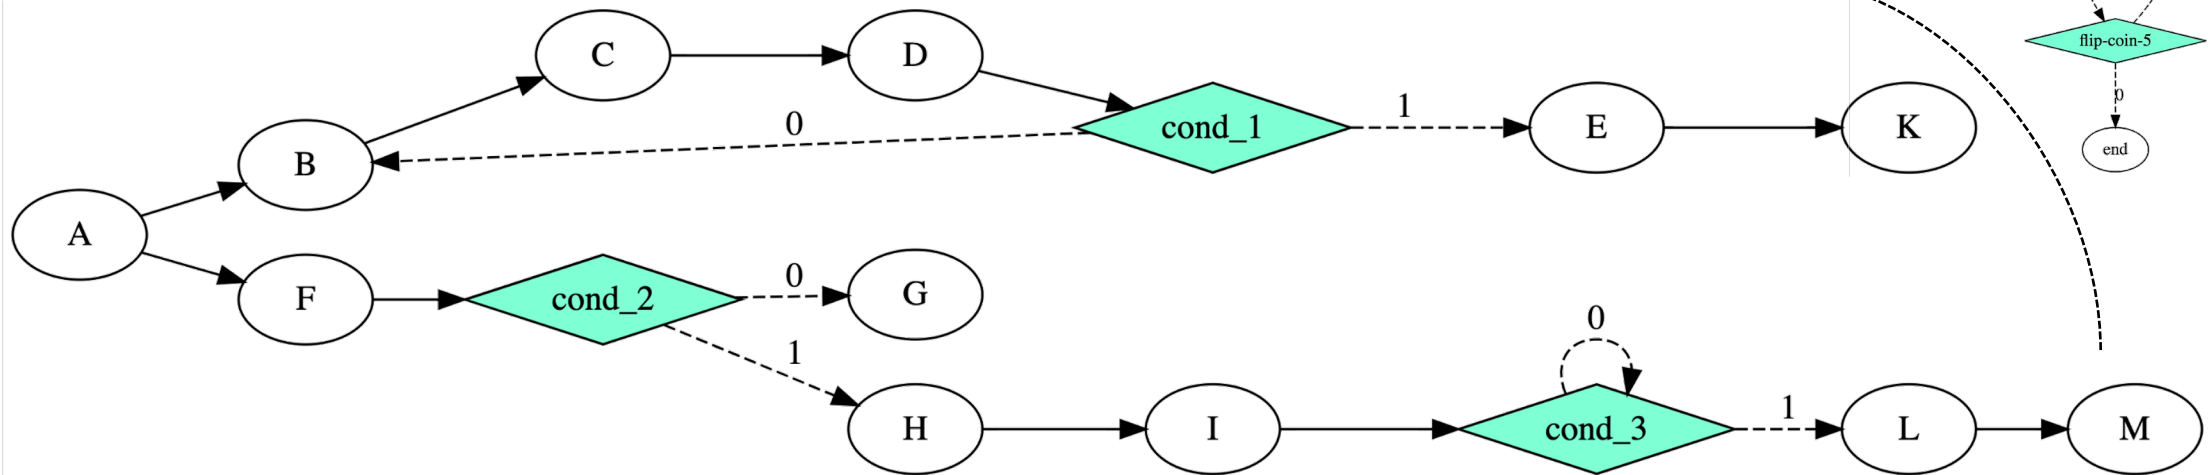 C
D
flip-coin-5
0
1
cond_1
E
K
0
end
B
A
F
cond_2
0
G
1
0
H
I
cond_3
1
L
M